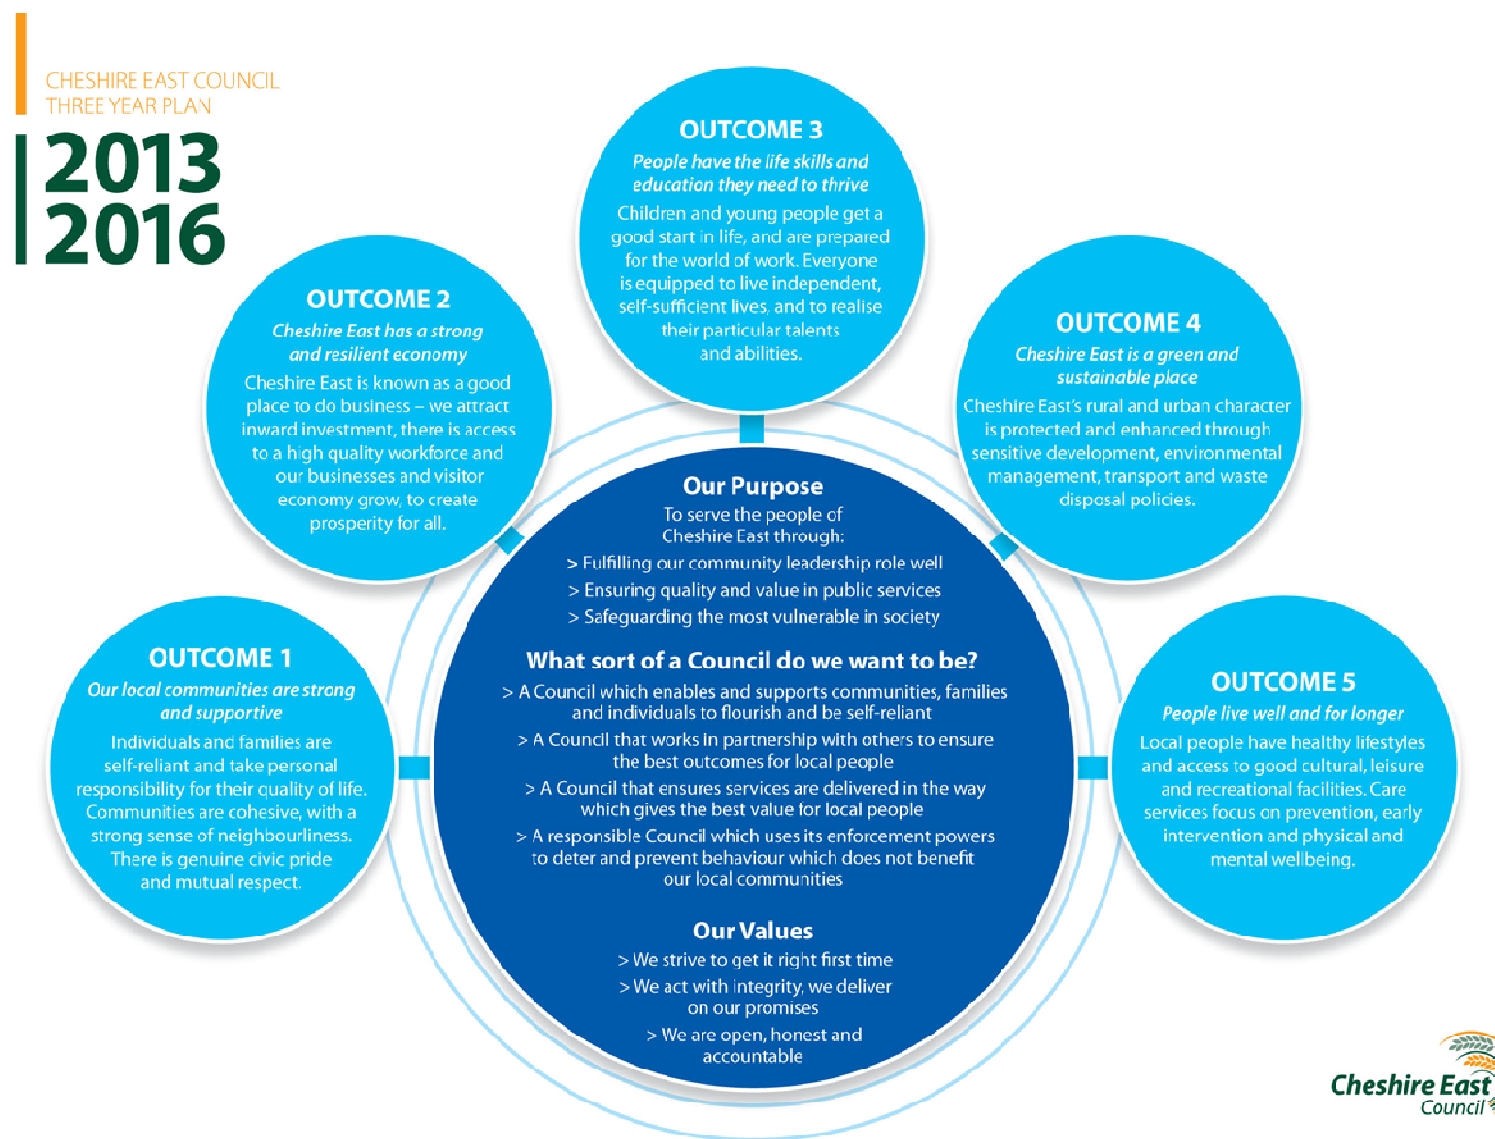 CHESHIRE EAST COUNCIL
THREE YEAR PLAN
2013
2016
OUTCOME 1
Our local communities are strong
and supportive
Individuals and families are
self-reliant and take personal
responsibility for their quality of life.
Communities are cohesive, with a
strong sense of neighbourliness.
There is genuine civic pride
and mutual respect.
OUTCOME 2
Cheshire East has a strong
and resilient economy
Cheshire East is known as a good
place to do business – we attract
inward investment, there is access
to a high quality workforce and
our businesses and visitor
economy grow, to create
prosperity for all.
OUTCOME 3
People have the life skills and
education they need to thrive
Children and young people get a
good start in life, and are prepared
for the world of work. Everyone
is equipped to live independent,
self-sufficient lives, and to realise
their particular talents
and abilities.
OUTCOME 4
Cheshire East is a green and
sustainable place
Cheshire East's rural and urban character
is protected and enhanced through
sensitive development, environmental
management, transport and waste
disposal policies.
OUTCOME 5
People live well and for longer
Local people have healthy lifestyles
and access to good cultural, leisure
and recreational facilities. Care
services focus on prevention, early
intervention and physical and
mental wellbeing.
Our Purpose
To serve the people of
Cheshire East through:
> Fulfilling our community leadership role well
> Ensuring quality and value in public services
> Safeguarding the most vulnerable in society
What sort of a Council do we want to be?
> A Council which enables and supports communities, families
and individuals to flourish and be self-reliant
> A Council that works in partnership with others to ensure
the best outcomes for local people
> A Council that ensures services are delivered in the way
which gives the best value for local people
> A responsible Council which uses its enforcement powers
to deter and prevent behaviour which does not benefit
our local communities
Our Values
> We strive to get it right first time
> We act with integrity, we deliver
on our promises
> We are open, honest and
accountable
Cheshire East
Council